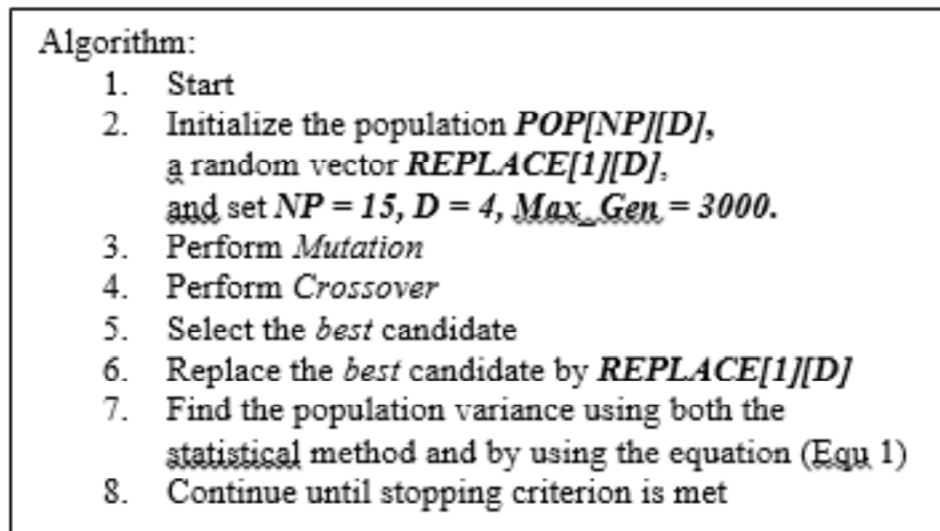 Algorithm:
1. Start
2. Initialize the population POP[NP][D],
a random vector REPLACE[1][D],
and set NP = 15, D = 4, Max_Gen = 3000.
3. Perform Mutation
4. Perform Crossover
5. Select the best candidate
6. Replace the best candidate by REPLACE[1][D]
7. Find the population variance using both the
statistical method and by using the equation (Equ 1)
8. Continue until stopping criterion is met